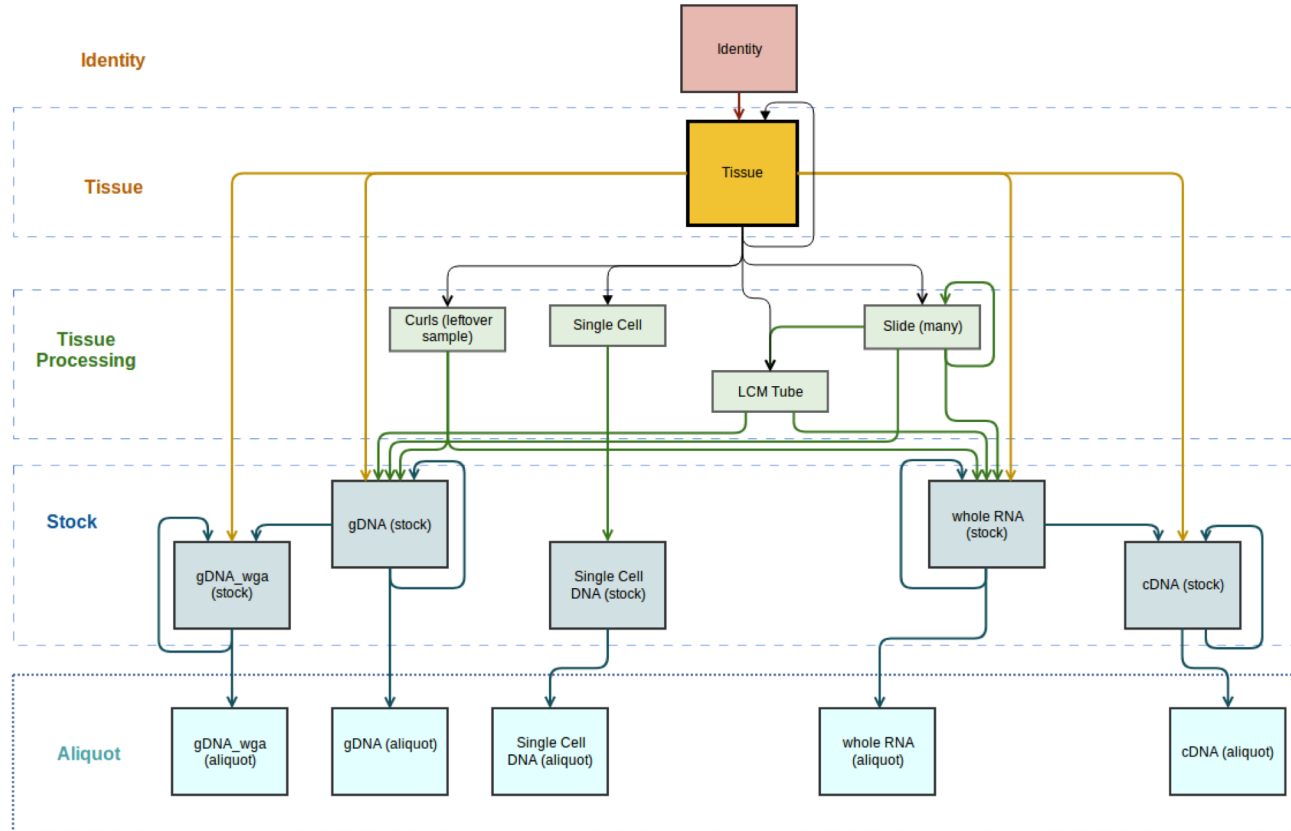 Identity
Identity
Tissue
Tissue
Tissue
Processing
Curls (leftover
sample)
Single Cell
Slide (many)
LCM Tube
Stock
gDNA (stock)
whole RNA
(stock)
gDNA_wga
(stock)
Single Cell
DNA (stock)
cDNA (stock)
Aliquot
gDNA_wga
(aliquot)
gDNA (aliquot)
Single Cell
DNA (aliquot)
whole RNA
(aliquot)
cDNA (aliquot)